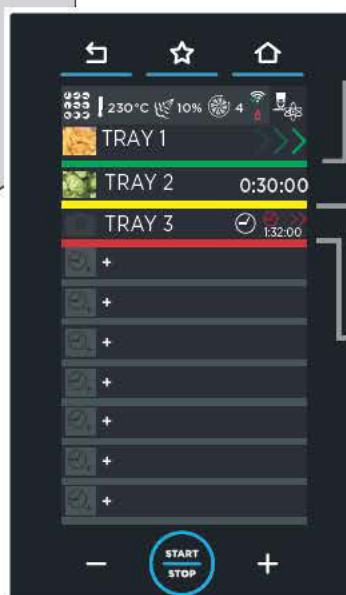 230°C 10% 4
TRAY 1
TRAY 2 0:30:00
TRAY 3 1:32:00
+
+
+
+
+
+
+
- START +
STOP